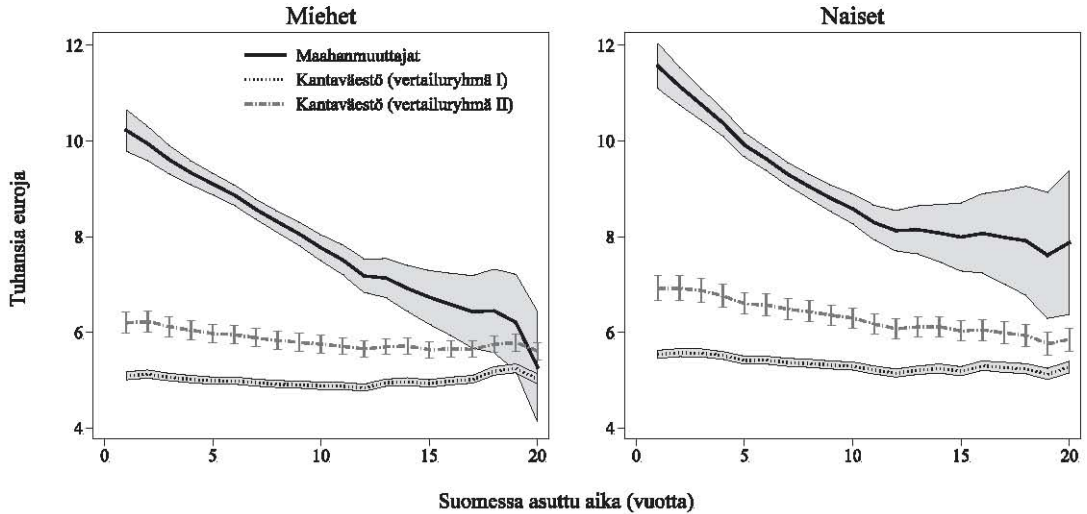 Miehet
Naiset
12
10
8
6
4
Maahanmuuttajat
Kantaväestö (vertailuryhmä I)
Kantaväestö (vertailuryhmä II)
12
10
8
6
4
Tuhansia euroja
0 5 10 15 20
0 5 10 15 20
Suomessa asuttu aika (vuotta)